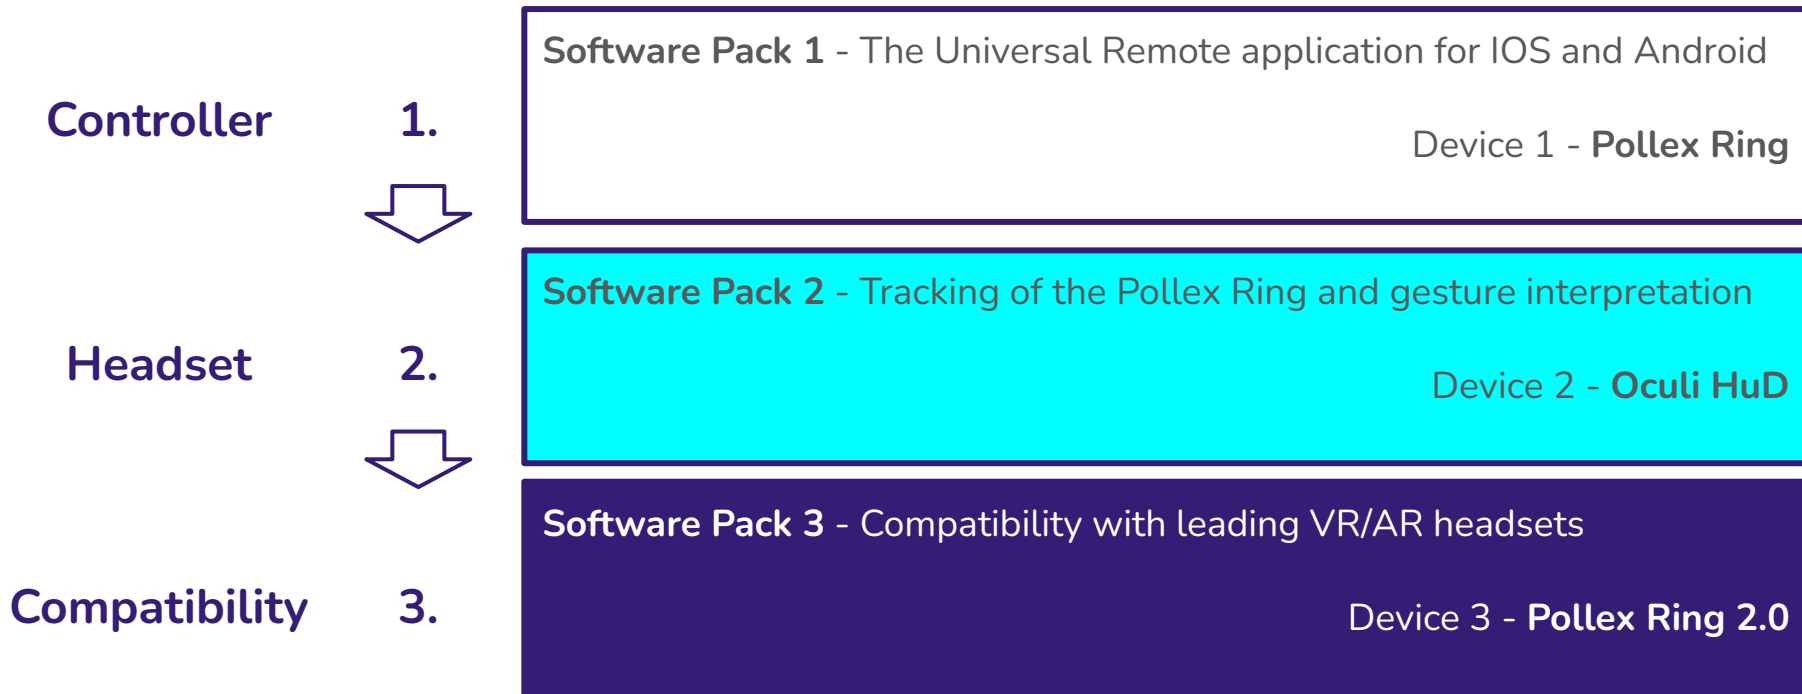 Controller 1.
Software Pack 1 - The Universal Remote application for IOS and Android
Device 1 - Pollex Ring
Headset 2.
Software Pack 2 - Tracking of the Pollex Ring and gesture interpretation
Device 2 - Oculi HuD
Compatibility 3.
Software Pack 3 - Compatibility with leading VR/AR headsets
Device 3 - Pollex Ring 2.0